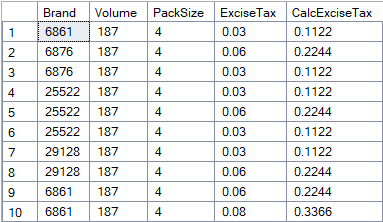 Brand Volume PackSize ExciseTax CalcExciseTax
1 6861 187 4 0.03 0.1122
2 6876 187 4 0.06 0.2244
3 6876 187 4 0.03 0.1122
4 25522 187 4 0.03 0.1122
5 25522 187 4 0.06 0.2244
6 25522 187 4 0.03 0.1122
7 29128 187 4 0.03 0.1122
8 29128 187 4 0.06 0.2244
9 6861 187 4 0.06 0.2244
10 6861 187 4 0.08 0.3366